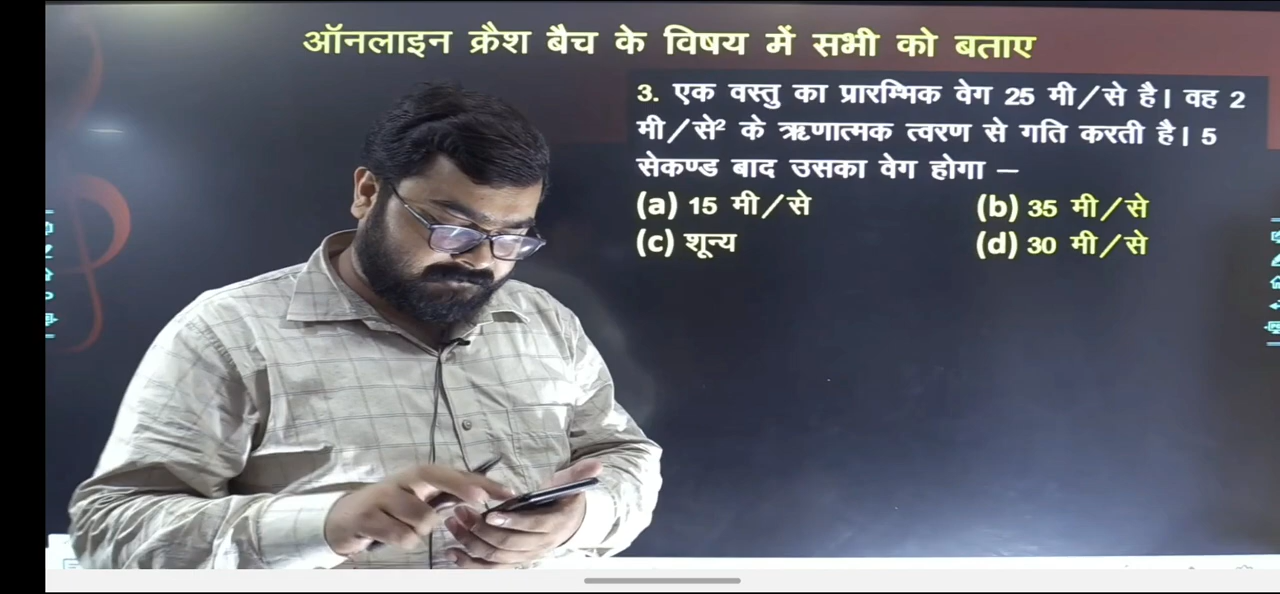 ऑनलाइन क्रैश बैच के विषय में सभी को बताए
3. एक वस्तु का प्रारम्भिक वेग 25 मी/से है। वह 2
मी/से² के ऋणात्मक त्वरण से गति करती है। 5
सेकण्ड बाद उसका वेग होगा –
(a) 15 मी/से (b) 35 मी/से
(c) शून्य (d) 30 मी/से